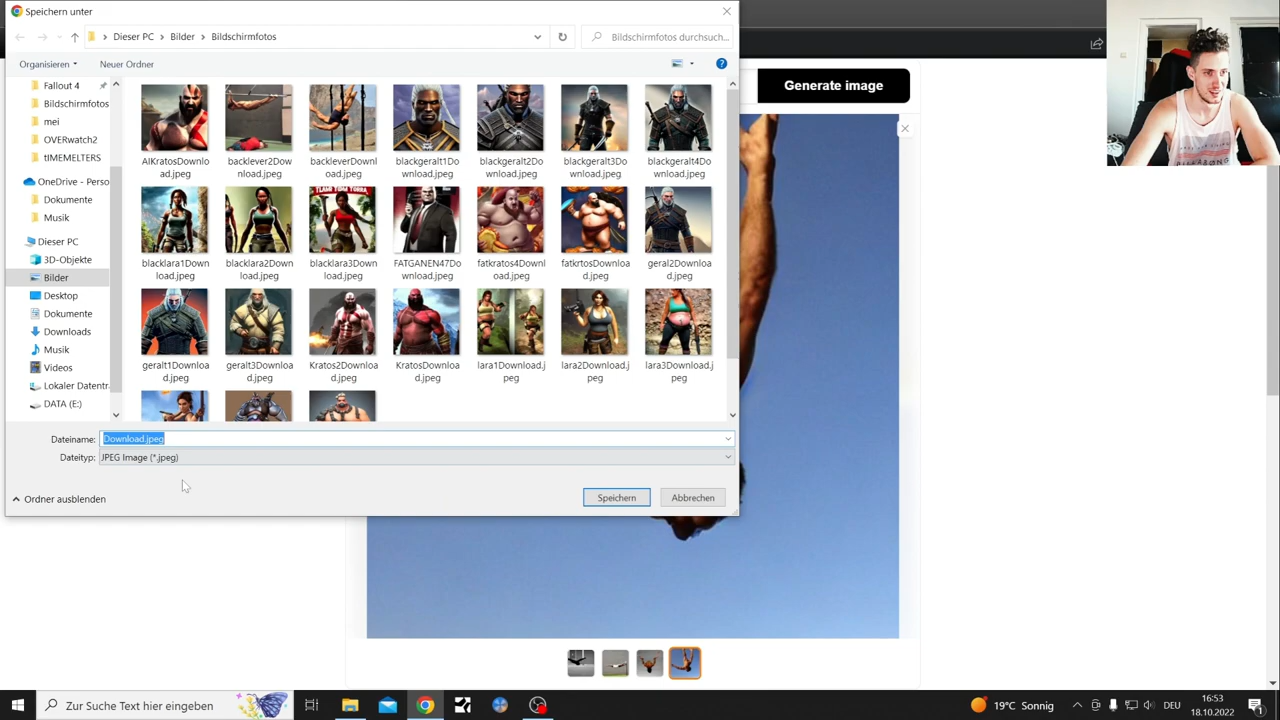 Speichern unter
Dieser PC
Bilder
Bildschirmfotos
Bildschirmfotos durchsuch...
Organisieren
Neuer Ordner
Fallout 4
Bildschirmfotos
mei
OVERwatch2
tIMEMELTERS
OneDrive - Perso
Dokumente
Musik
Dieser PC
3D-Objekte
Bilder
Desktop
Dokumente
Downloads
Musik
Videos
Lokaler Datentr
DATA (E:)
AIKratosDownlo
ad.jpeg
backlever2Dow
nload.jpeg
backleverDownl
oad.jpeg
blackgeralt1Do
wnload.jpeg
blackgeralt2Do
wnload.jpeg
blackgeralt3Do
wnload.jpeg
blackgeralt4Do
wnload.jpeg
blacklara1Down
load.jpeg
blacklara2Down
load.jpeg
blacklara3Down
load.jpeg
FATGANEN47Do
wnload.jpeg
fatkratos4Downl
oad.jpeg
fatkrtosDownloa
d.jpeg
geral2Downloa
d.jpeg
geralt1Downloa
d.jpeg
geralt3Downloa
d.jpeg
Kratos2Downloa
d.jpeg
KratosDownloa
d.jpeg
lara1Download.j
peg
lara2Download.j
peg
lara3Download.j
peg
Dateiname: Download.jpeg
Dateityp: JPEG Image (*.jpeg)
Ordner ausblenden
Speichern
Abbrechen
Generate image
Zur Suche Text hier eingeben
19°C Sonnig
DEU
16:53
18.10.2022